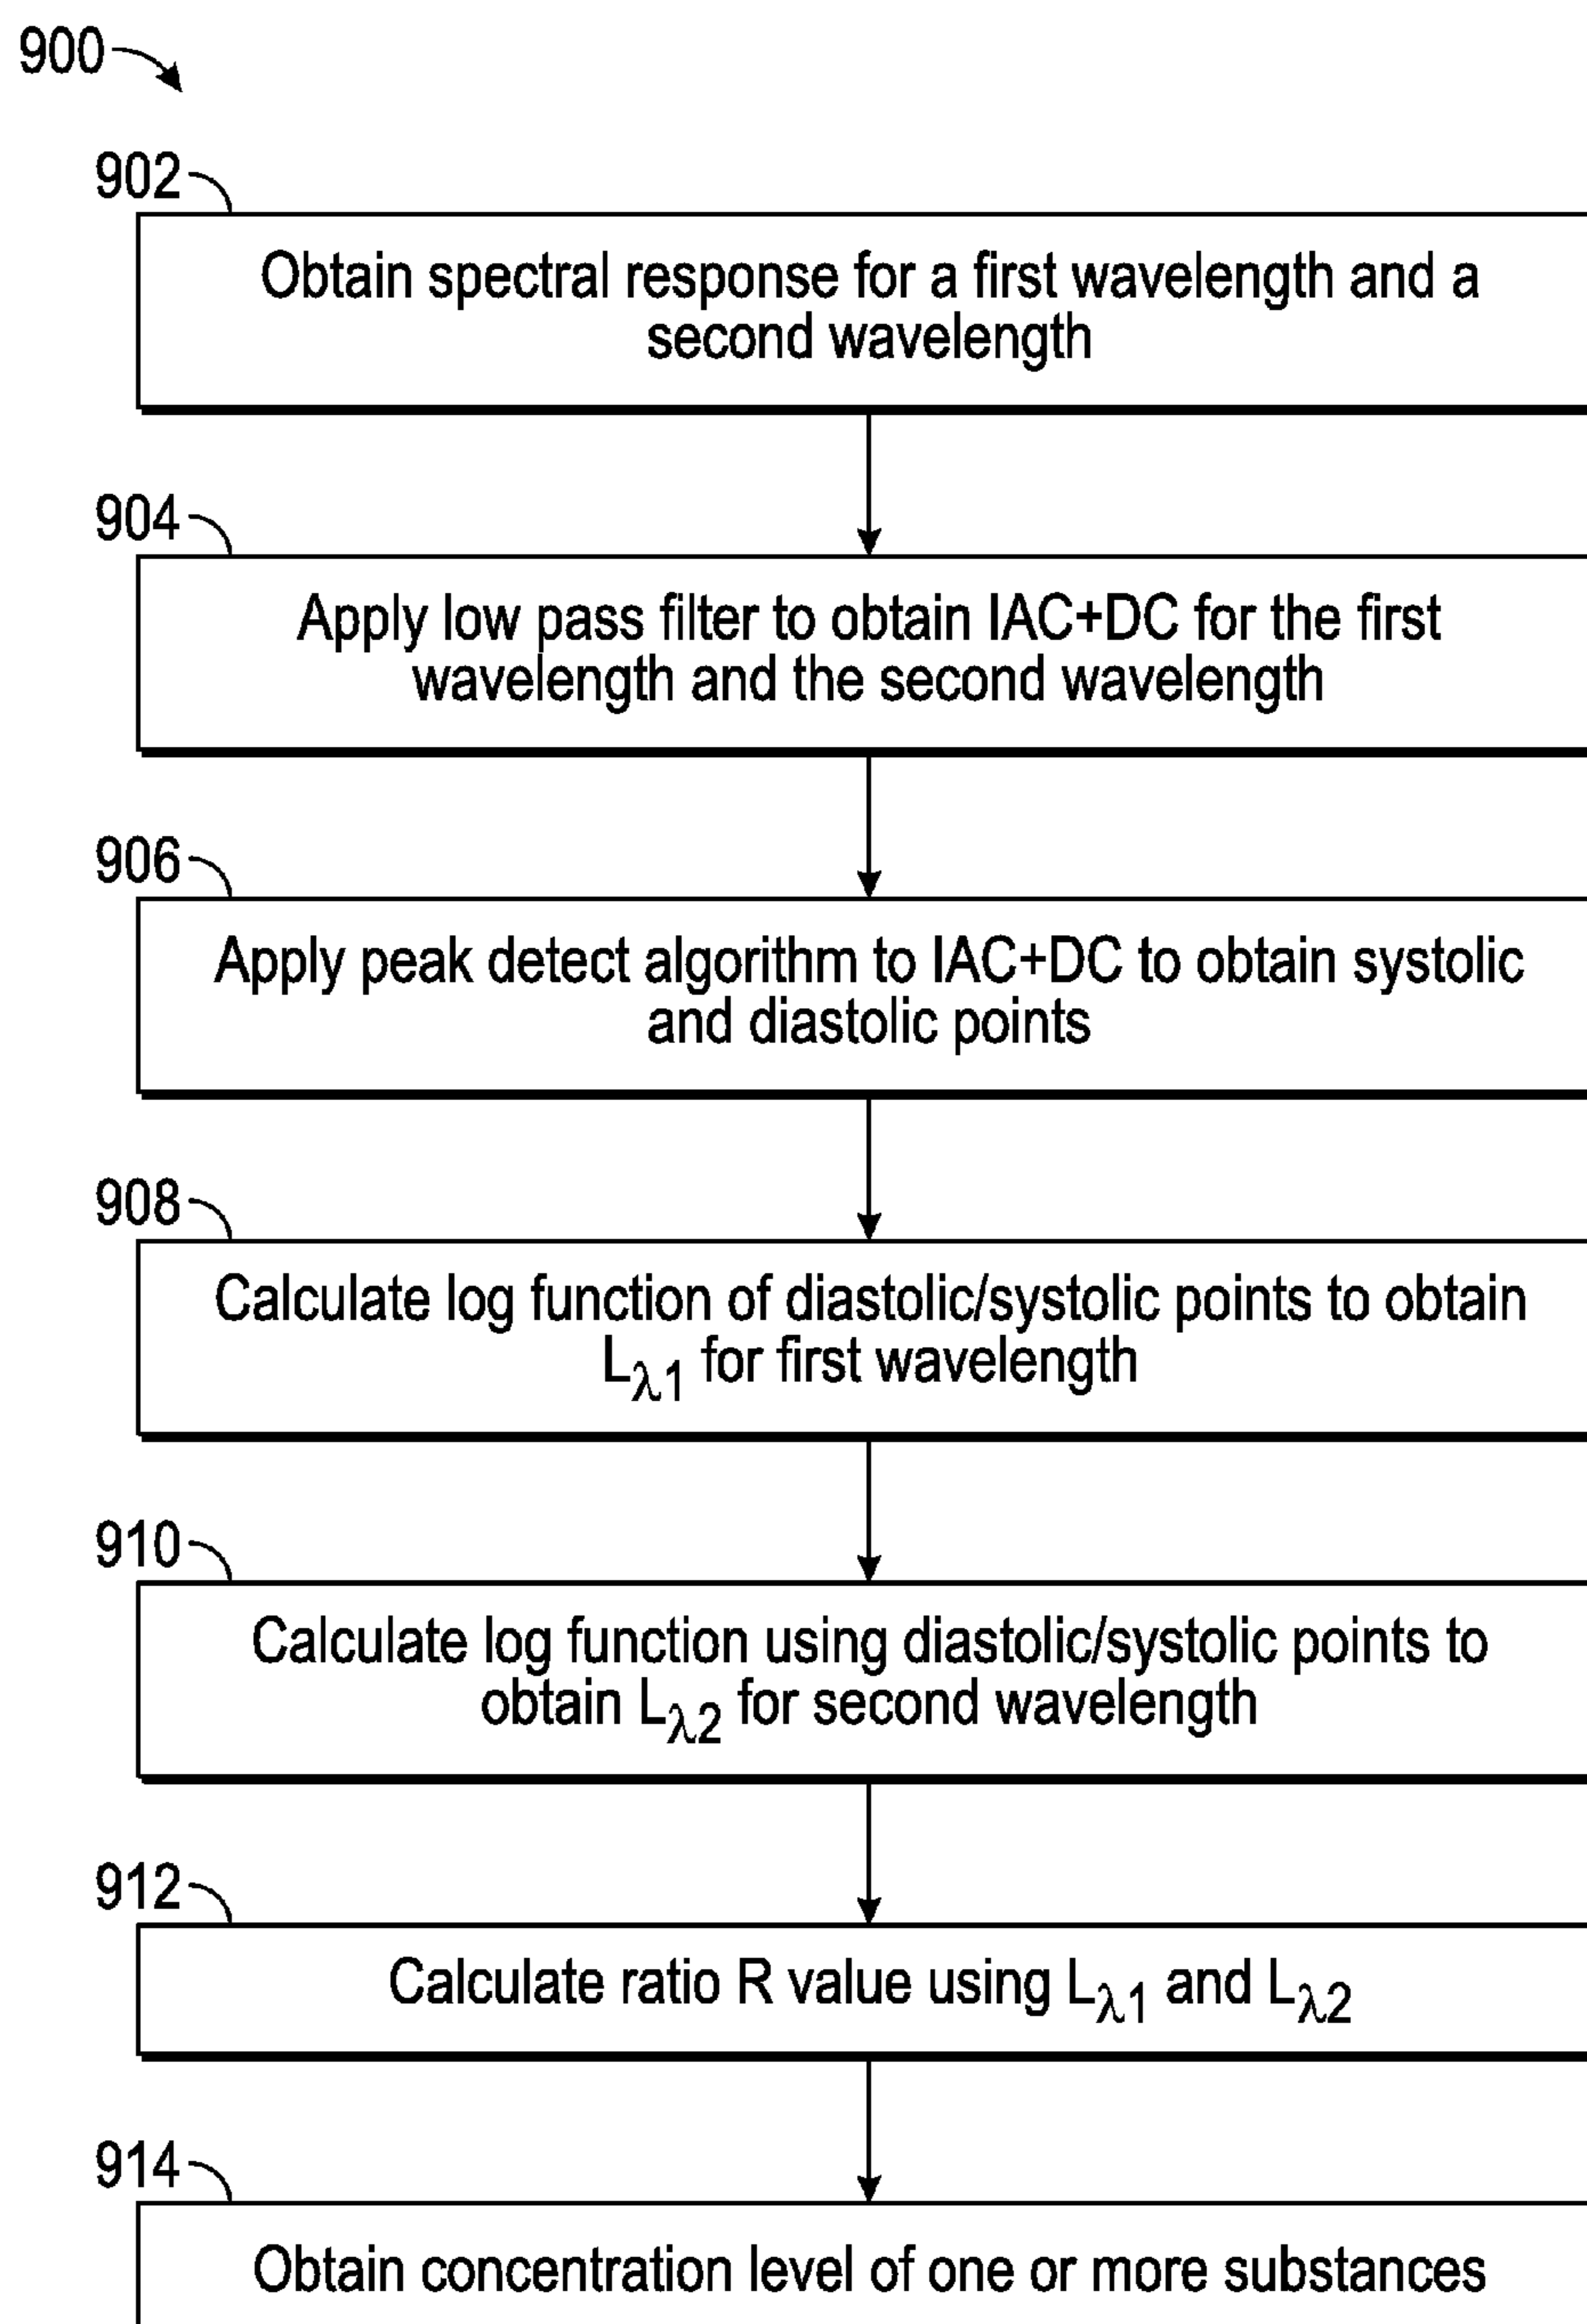 900
902
Obtain spectral response for a first wavelength and a
second wavelength
904
Apply low pass filter to obtain IAC+DC for the first
wavelength and the second wavelength
906
Apply peak detect algorithm to IAC+DC to obtain systolic
and diastolic points
908
Calculate log function of diastolic/systolic points to obtain
Lλ1 for first wavelength
910
Calculate log function using diastolic/systolic points to
obtain Lλ2 for second wavelength
912
Calculate ratio R value using Lλ1 and Lλ2
914
Obtain concentration level of one or more substances